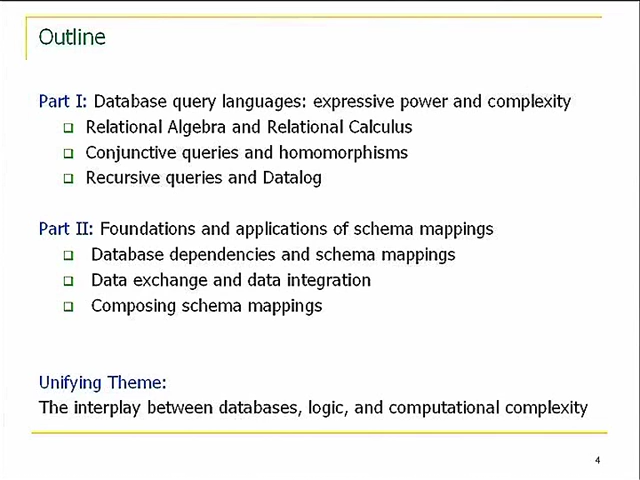 Outline
Part I: Database query languages: expressive power and complexity
Relational Algebra and Relational Calculus
Conjunctive queries and homomorphisms
Recursive queries and Datalog
Part II: Foundations and applications of schema mappings
Database dependencies and schema mappings
Data exchange and data integration
Composing schema mappings
Unifying Theme:
The interplay between databases, logic, and computational complexity
4